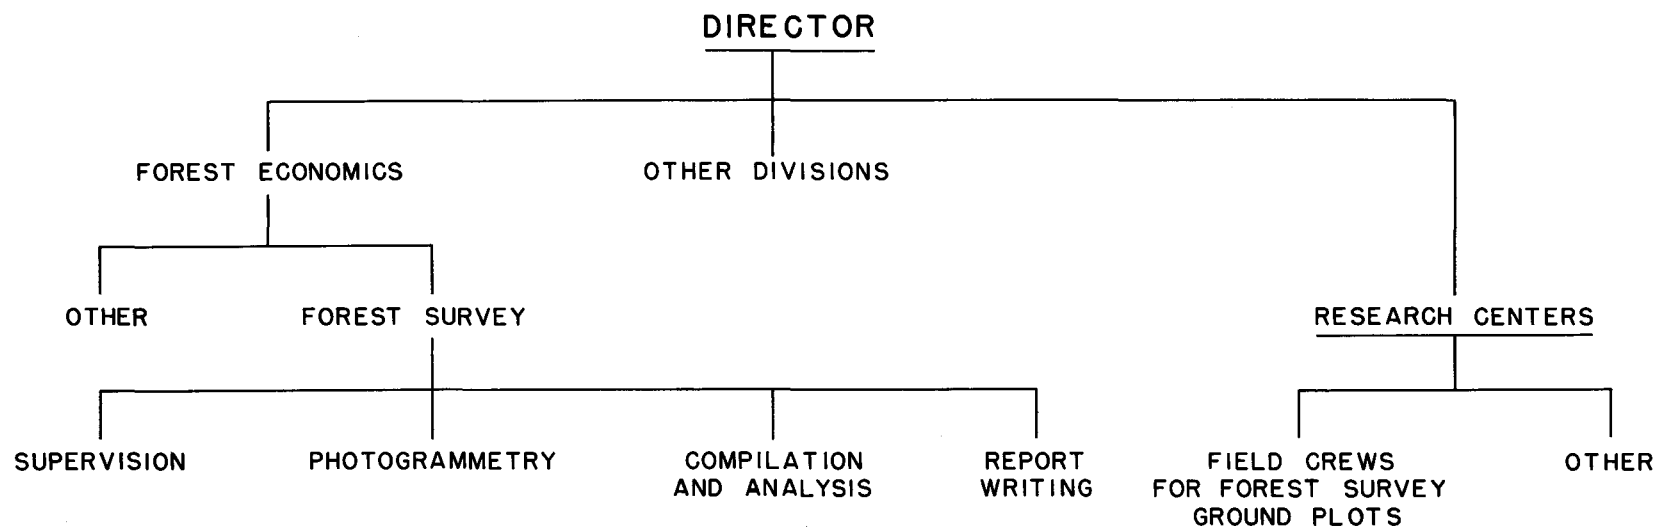 DIRECTOR
FOREST ECONOMICS
OTHER DIVISIONS
OTHER
FOREST SURVEY
RESEARCH CENTERS
SUPERVISION
PHOTOGRAMMETRY
COMPILATION
AND ANALYSIS
REPORT
WRITING
FIELD CREWS
FOR FOREST SURVEY
GROUND PLOTS
OTHER